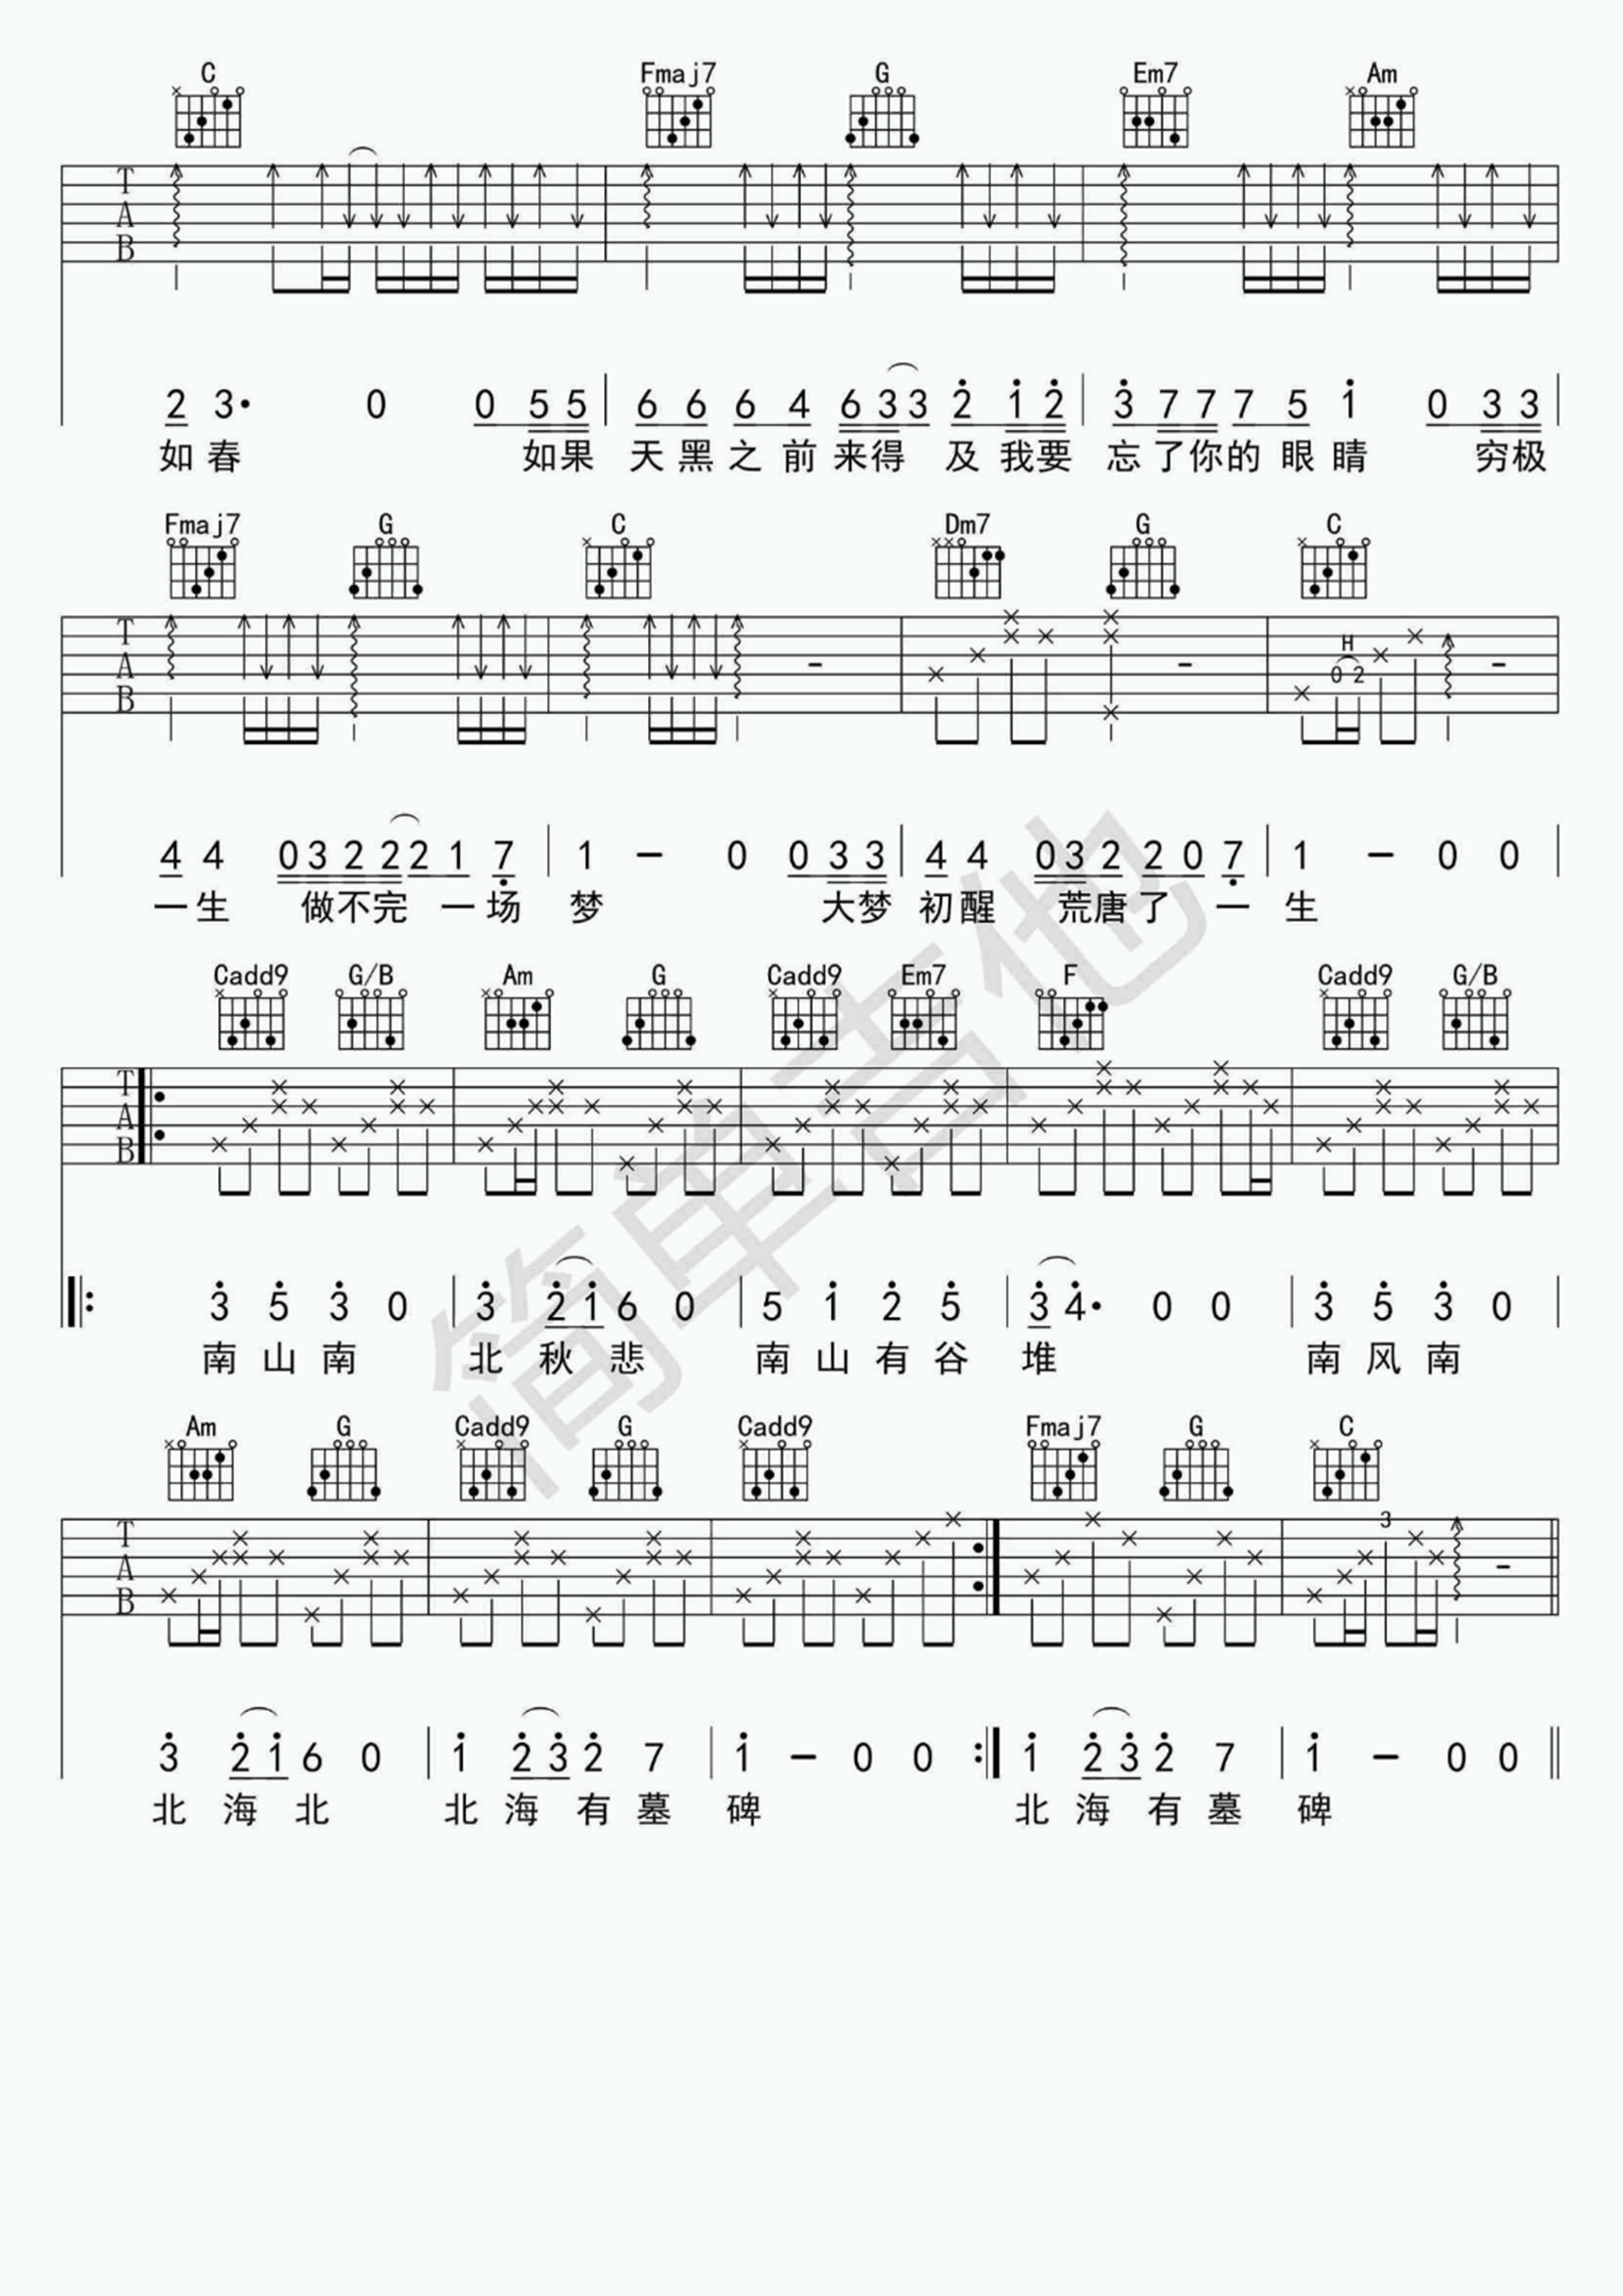 C Fmaj7 G Em7 Am
T
A
B
2 3· 0 0 5 5 | 6 6 6 4 6 3 3 2̇ 1̇ 2̇ | 3̇ 7 7 7 5 1̇ 0 3 3 |
如春 如果 天黑之前来得 及 我要 忘了你的眼睛 穷极
Fmaj7 G C Dm7 G C
H
T
A
B
0 2
4 4 0 3 2 2 2 1 7̣ | 1 － 0 0 3 3 | 4 4 0 3 2 2 0 7̣ | 1 － 0 0 |
一生 做不完 一场 梦 大梦 初醒 荒唐了 一 生
Cadd9 G/B Am G Cadd9 Em7 F Cadd9 G/B
T
A
B
3̇ 5̇ 3̇ 0 | 3̇ 2̇ 1̇ 6 0 | 5 1̇ 2̇ 5̇ | 3̇ 4̇· 0 0 | 3̇ 5̇ 3̇ 0 |
南山南 北秋悲 南山有谷 堆 南风南
Am G Cadd9 G Cadd9 Fmaj7 G C
3
T
A
B
3̇ 2̇ 1̇ 6 0 | 1̇ 2̇ 3̇ 2̇ 7 | 1̇ － 0 0 :| 1̇ 2̇ 3̇ 2̇ 7 | 1̇ － 0 0 ||
北海北 北海有墓 碑 北海有墓 碑
简单吉他